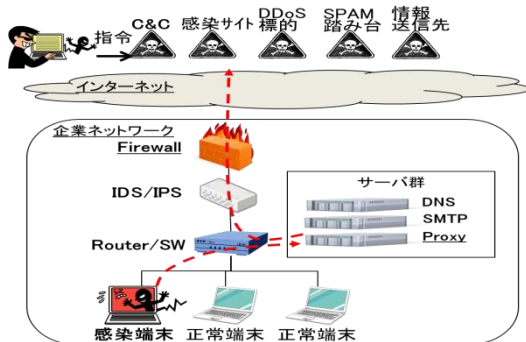 指令
C&C
感染サイト
DDoS
標的
SPAM
踏み台
情報
送信先
インターネット
企業ネットワーク
Firewall
IDS/IPS
サーバ群
DNS
SMTP
Proxy
Router/SW
感染端末
正常端末
正常端末